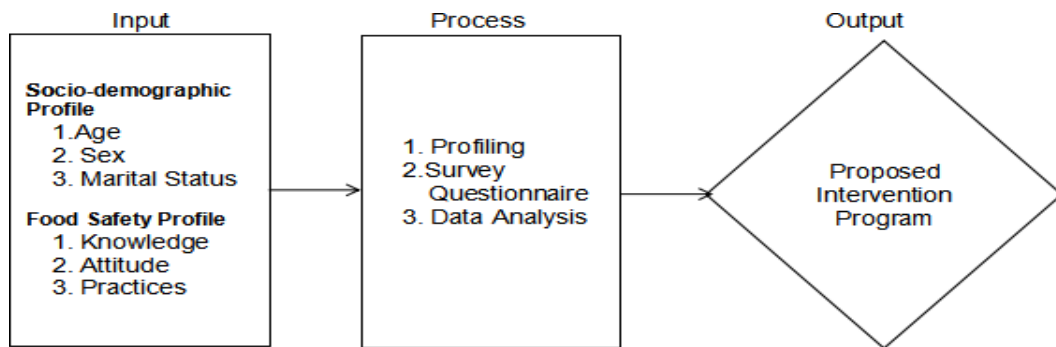 Input
Socio-demographic
Profile
1.Age
2. Sex
3. Marital Status
Food Safety Profile
1. Knowledge
2. Attitude
3. Practices
Process
1. Profiling
2.Survey
Questionnaire
3. Data Analysis
Output
Proposed
Intervention
Program